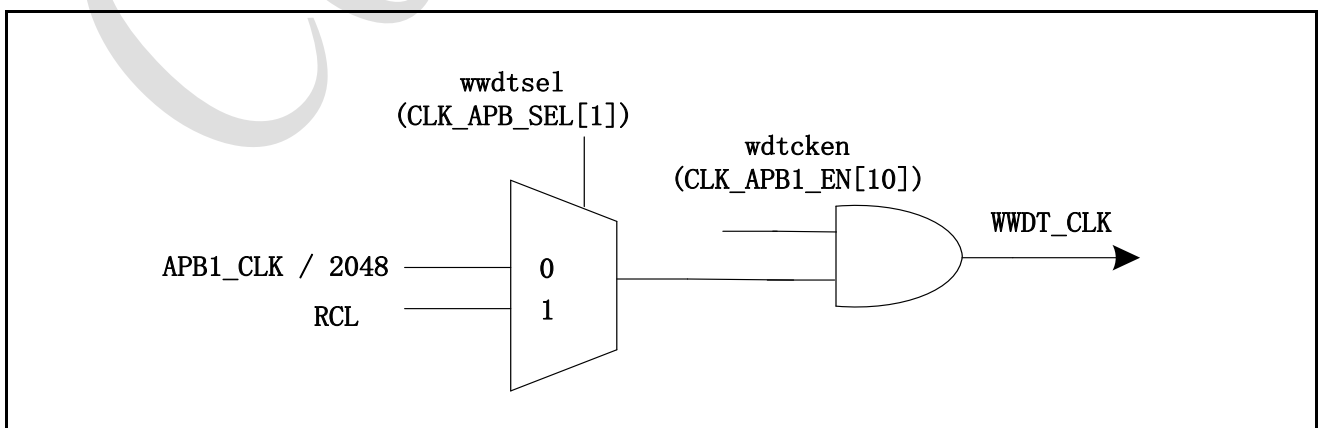 wwdtsel
(CLK_APB_SEL[1])
wdtcken
(CLK_APB1_EN[10])
WWDT_CLK
APB1_CLK / 2048
0
RCL
1